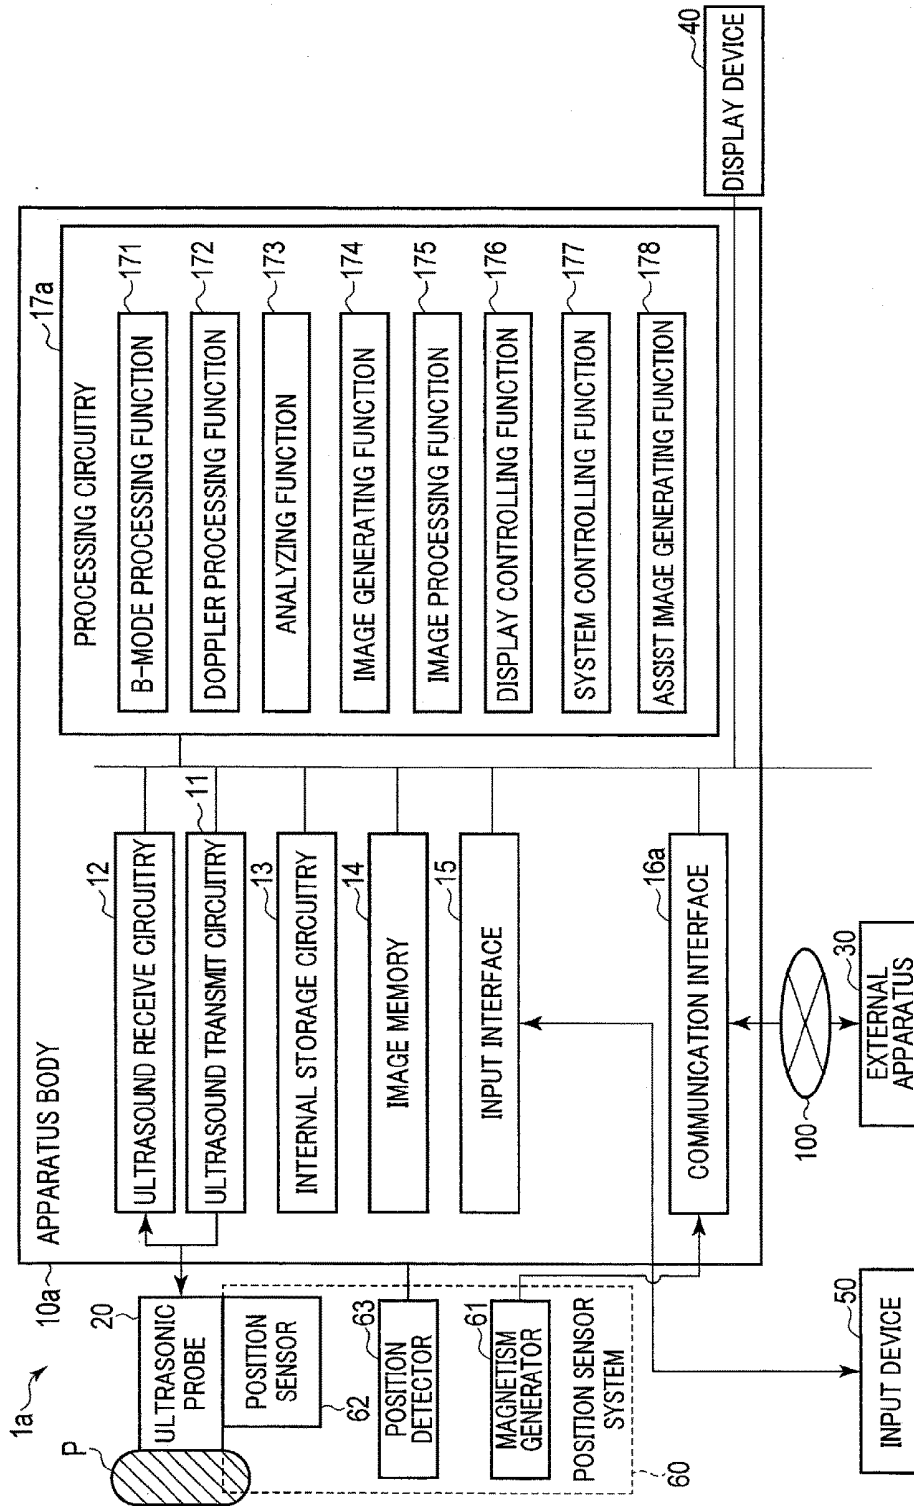 1a
P
20
ULTRASONIC
PROBE
POSITION
SENSOR
62
63
POSITION
DETECTOR
61
MAGNETISM
GENERATOR
POSITION SENSOR
SYSTEM
60
50
INPUT DEVICE
10a
APPARATUS BODY
12
ULTRASOUND RECEIVE CIRCUITRY
11
ULTRASOUND TRANSMIT CIRCUITRY
13
INTERNAL STORAGE CIRCUITRY
14
IMAGE MEMORY
15
INPUT INTERFACE
16a
COMMUNICATION INTERFACE
100
30
EXTERNAL
APPARATUS
17a
PROCESSING CIRCUITRY
171
B-MODE PROCESSING FUNCTION
172
DOPPLER PROCESSING FUNCTION
173
ANALYZING FUNCTION
174
IMAGE GENERATING FUNCTION
175
IMAGE PROCESSING FUNCTION
176
DISPLAY CONTROLLING FUNCTION
177
SYSTEM CONTROLLING FUNCTION
178
ASSIST IMAGE GENERATING FUNCTION
40
DISPLAY DEVICE